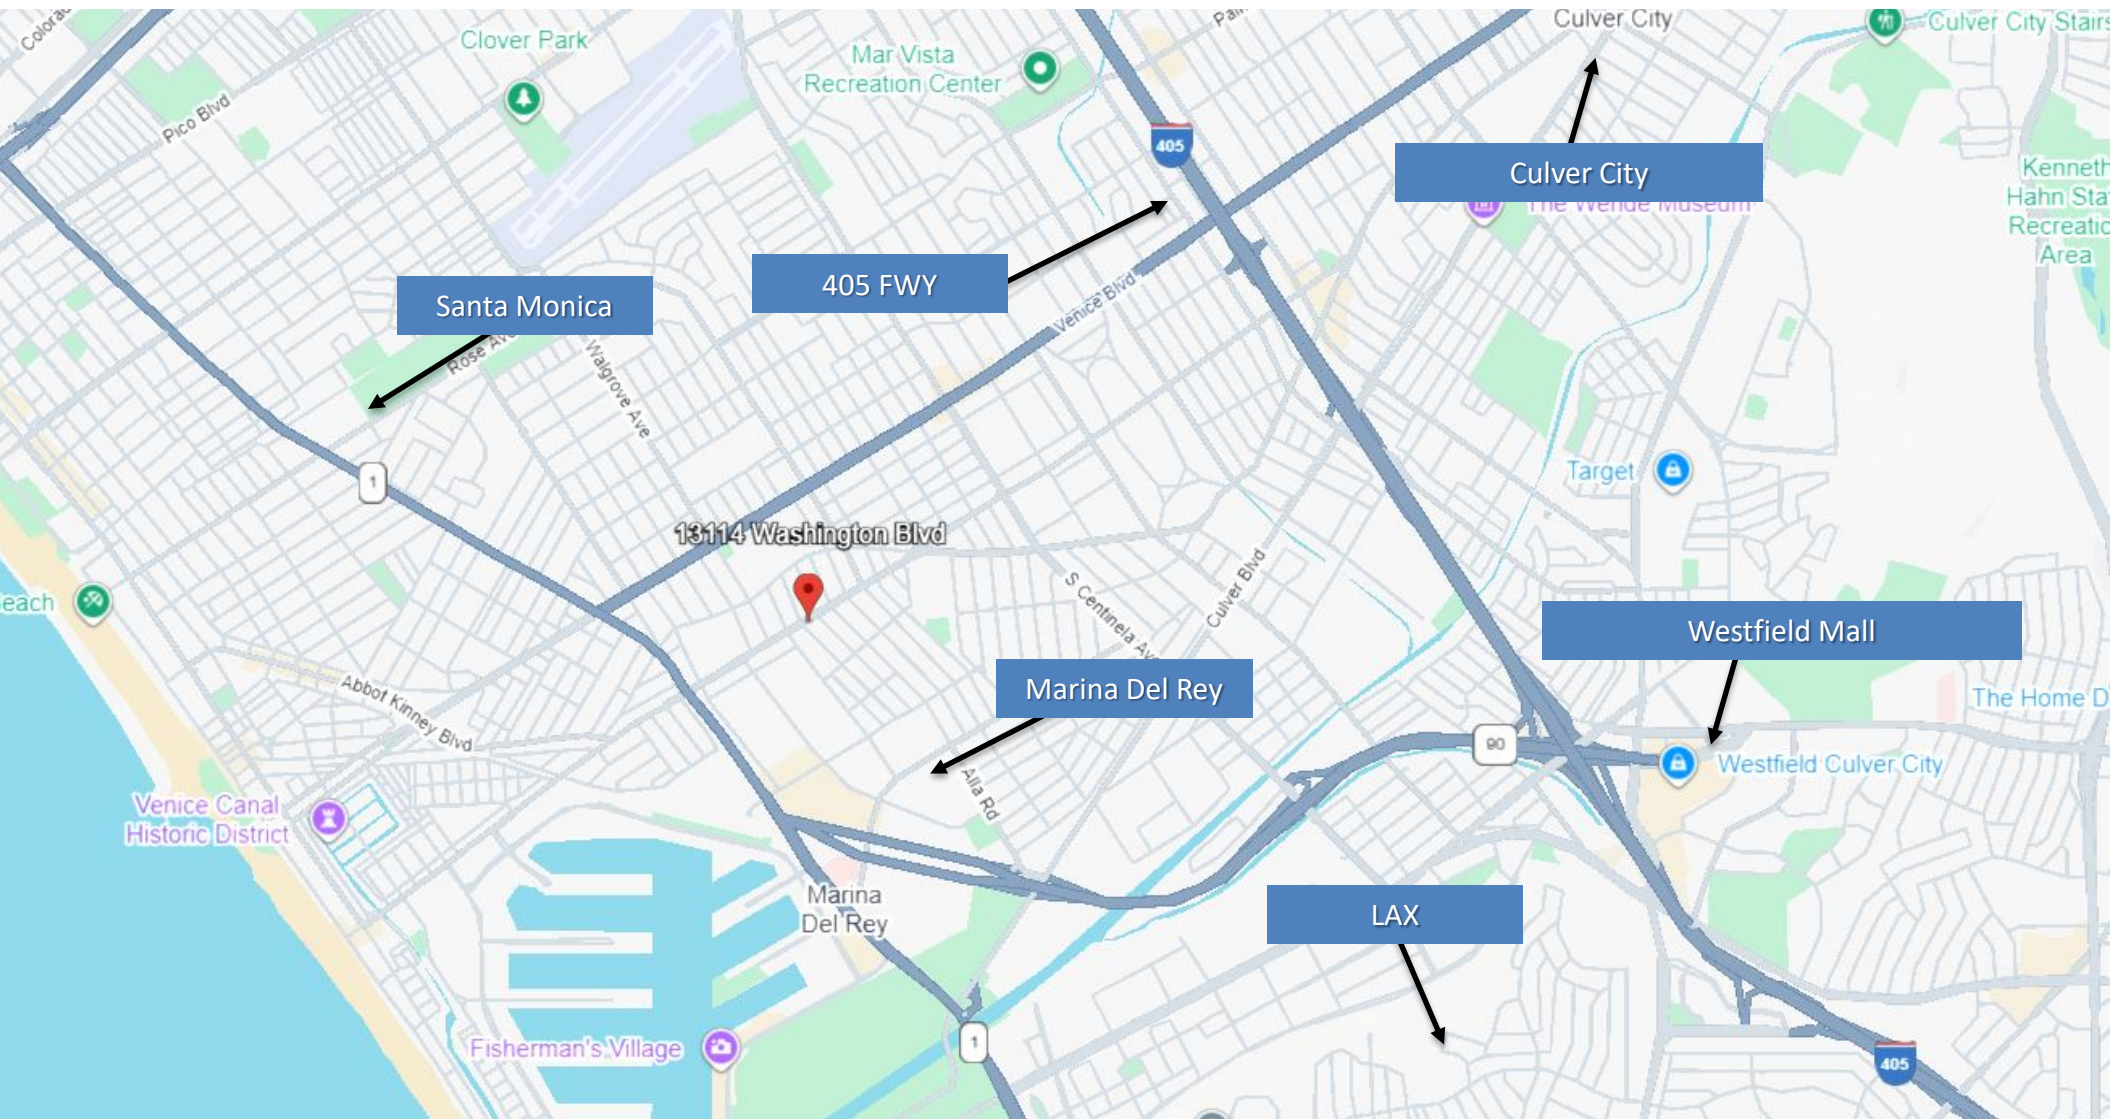 Colorado
Pico Blvd
Clover Park
Mar Vista
Recreation Center
Culver City
Culver City Stairs
405
Culver City
The Wende Museum
Kenneth
Hahn Sta
Recreatio
Area
405 FWY
Santa Monica
Rose Ave
Walgrove Ave
Venice Blvd
1
Target
13114 Washington Blvd
each
S Centinela Ave
Culver Blvd
Westfield Mall
Marina Del Rey
Abbot Kinney Blvd
The Home D
90
Westfield Culver City
Alla Rd
Venice Canal
Historic District
Marina
Del Rey
LAX
Fisherman's Village
1
405